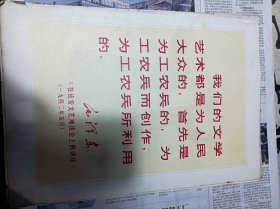 我们的文学
艺术都是为人民
大众的，首先是
为工农兵的，为
工农兵而创作，
为工农兵所利用
的。
毛泽东
《在延安文艺座谈会上的讲话》
（一九四二年五月）